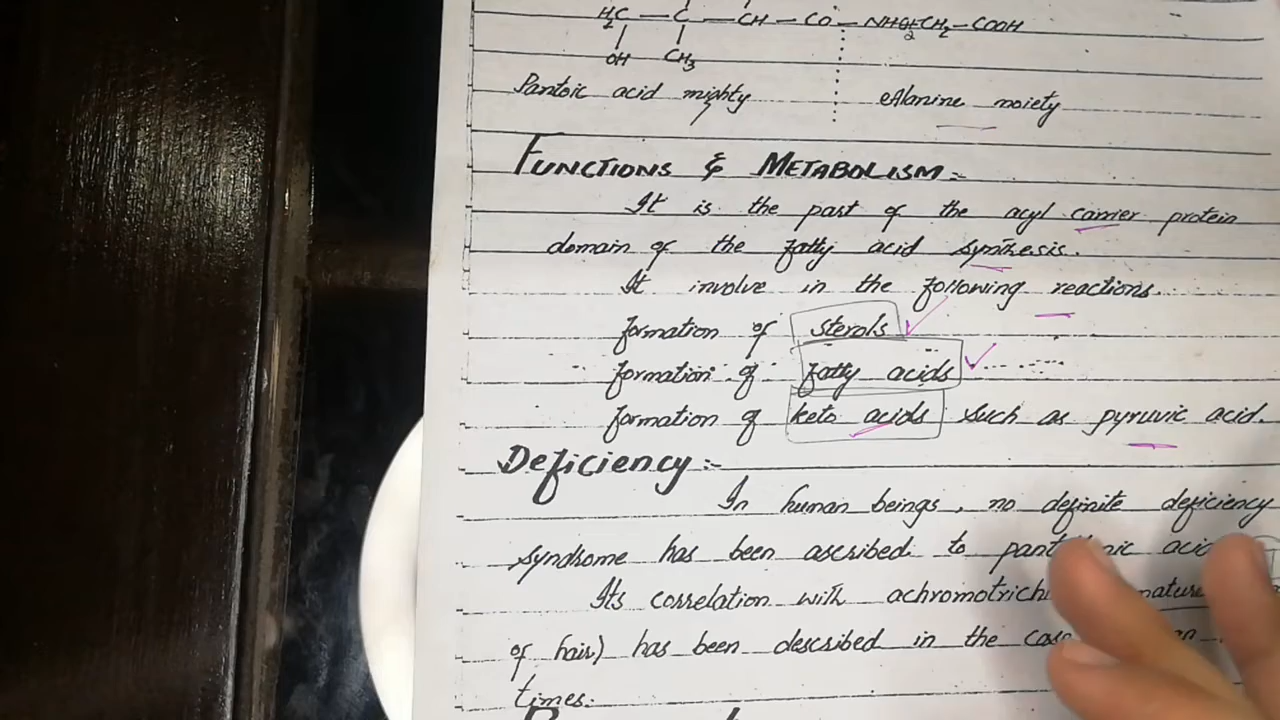 H2C — C — CH — CO — NH CH2 — COOH
OH CH3
Pantoic acid mighty eAlanine moiety
FUNCTIONS & METABOLISM:-
It is the part of the acyl carrier protein
domain of the fatty acid synthesis.
It involve in the following reactions.
formation of sterols
formation of fatty acids
formation of keto acids such as pyruvic acid.
Deficiency:-
In human beings, no definite deficiency
syndrome has been ascribed to
Its correlation with
of hair) has been described in the
times.